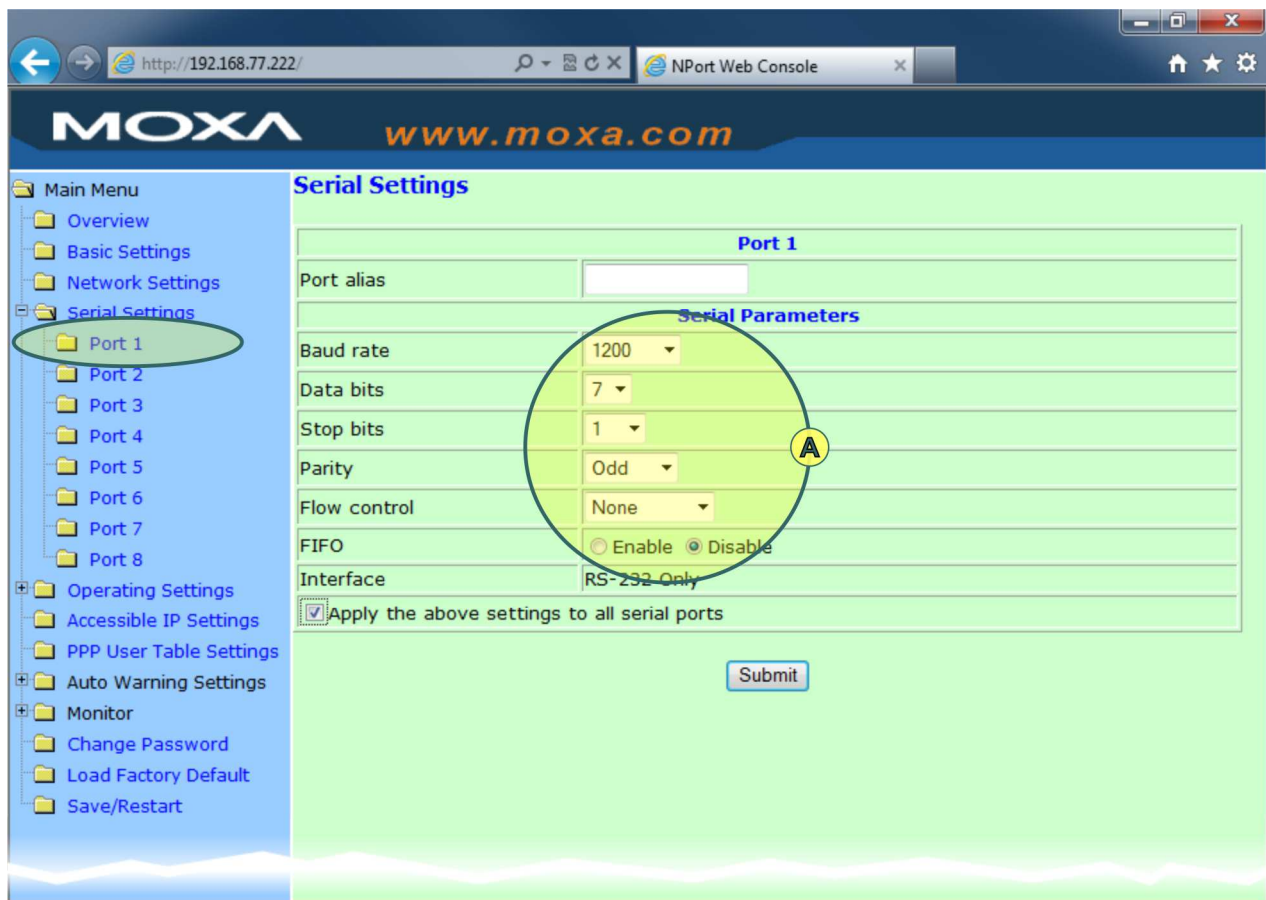 http://192.168.77.222/
NPort Web Console
MOXA www.moxa.com
Main Menu
Overview
Basic Settings
Network Settings
Serial Settings
Port 1
Port 2
Port 3
Port 4
Port 5
Port 6
Port 7
Port 8
Operating Settings
Accessible IP Settings
PPP User Table Settings
Auto Warning Settings
Monitor
Change Password
Load Factory Default
Save/Restart
Serial Settings
Port 1
Port alias
Serial Parameters
Baud rate 1200
Data bits 7
Stop bits 1
A
Parity Odd
Flow control None
FIFO Enable Disable
Interface RS-232 Only
Apply the above settings to all serial ports
Submit